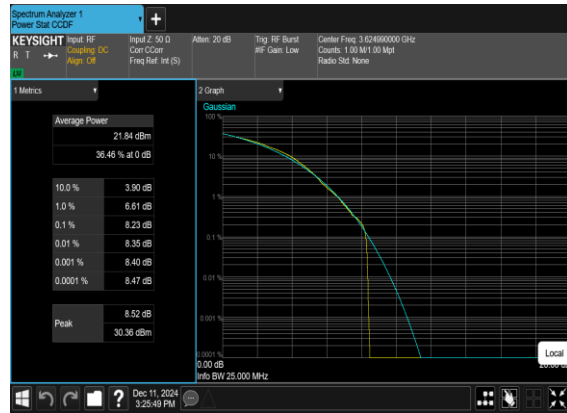 Spectrum Analyzer 1
Power Stat CCDF
KEYSIGHT
R T
LV
Input: RF
Coupling: DC
Align: Off
Input Z: 50 Ω
Corr CCorr
Freq Ref: Int (S)
Atten: 20 dB
Trig: RF Burst
#IF Gain: Low
Center Freq: 3.624990000 GHz
Counts: 1.00 M/1.00 Mpt
Radio Std: None
1 Metrics
Average Power
21.84 dBm
36.46 % at 0 dB
10.0 % 3.90 dB
1.0 % 6.61 dB
0.1 % 8.23 dB
0.01 % 8.35 dB
0.001 % 8.40 dB
0.0001 % 8.47 dB
Peak
8.52 dB
30.36 dBm
2 Graph
Gaussian
100 %
10 %
1 %
0.1 %
0.01 %
0.001 %
0.0001 %
0.00 dB
Info BW 25.000 MHz
Local
?
Dec 11, 2024
3:25:49 PM